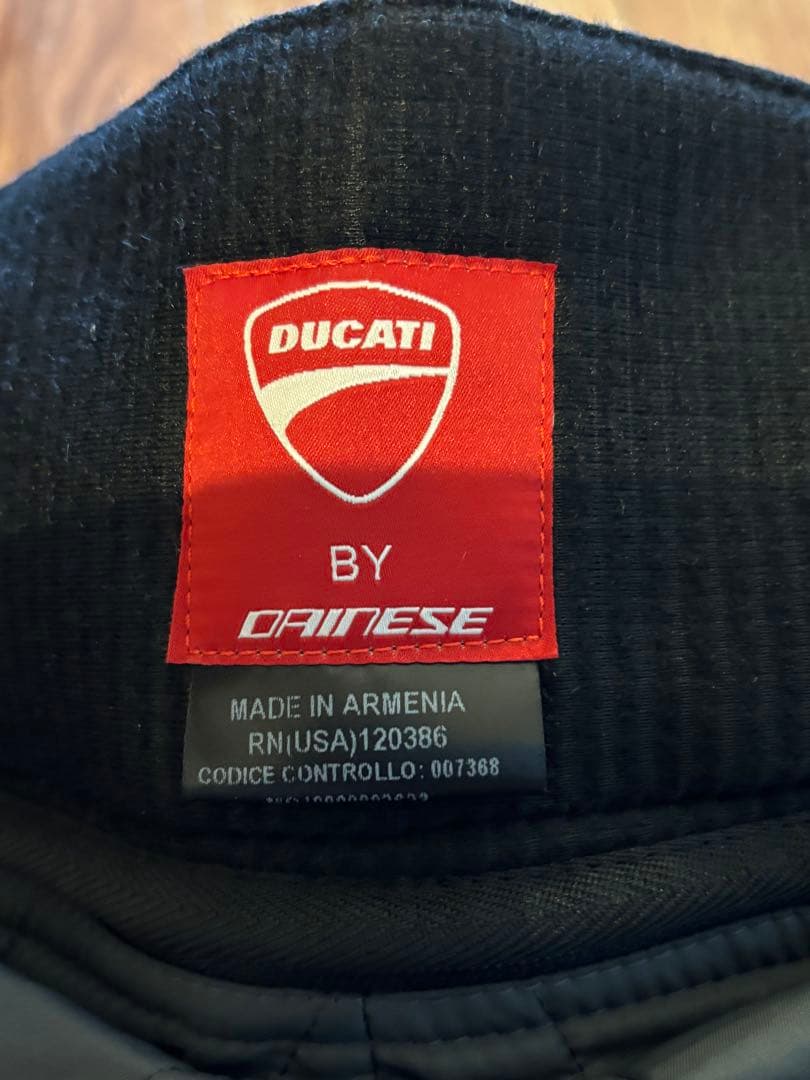 DUCATI
BY
DAINESE
MADE IN ARMENIA
RN(USA)120386
CODICE CONTROLLO: 007368